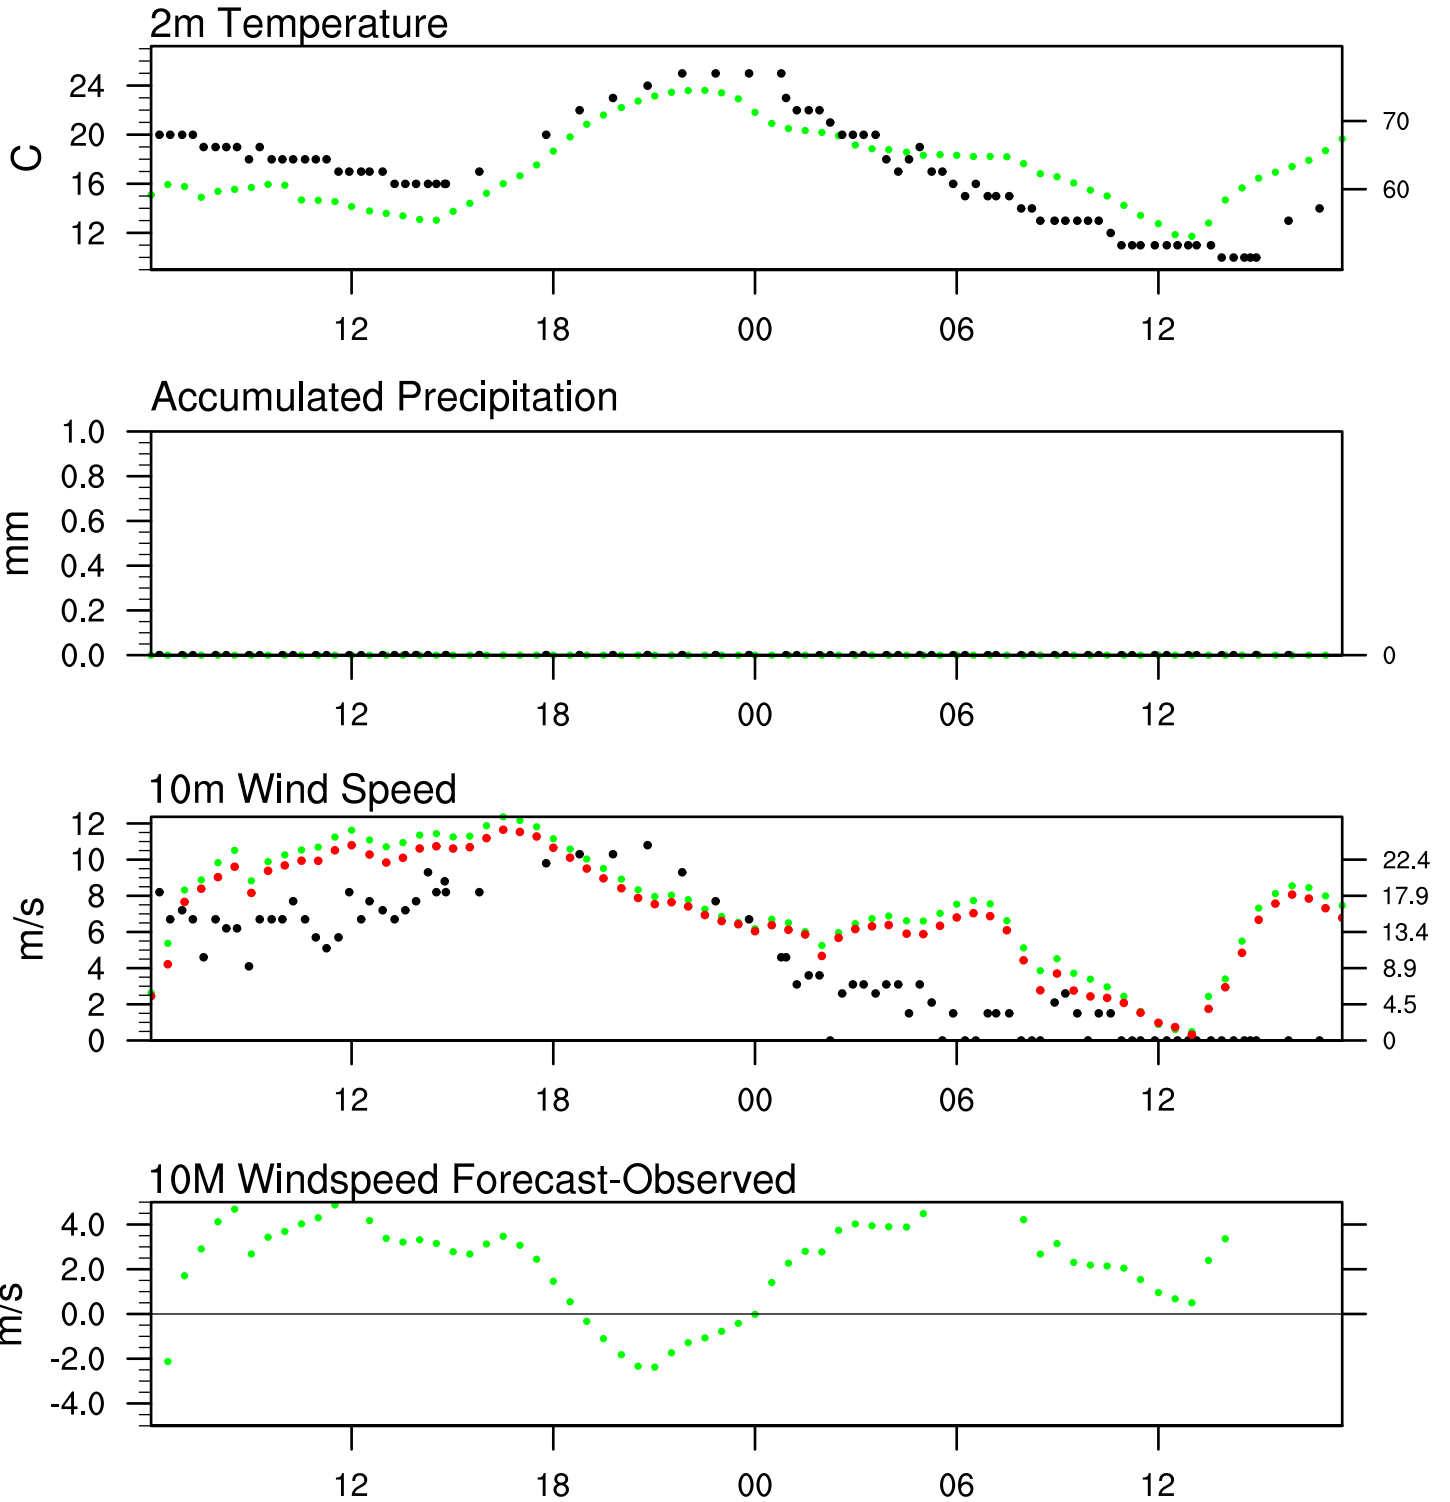 2m Temperature
24
20
16
12
C
70
60
12 18 00 06 12
Accumulated Precipitation
1.0
0.8
0.6
0.4
0.2
0.0
mm
0
12 18 00 06 12
10m Wind Speed
12
10
8
6
4
2
0
m/s
22.4
17.9
13.4
8.9
4.5
0
12 18 00 06 12
10M Windspeed Forecast-Observed
4.0
2.0
0.0
-2.0
-4.0
m/s
12 18 00 06 12